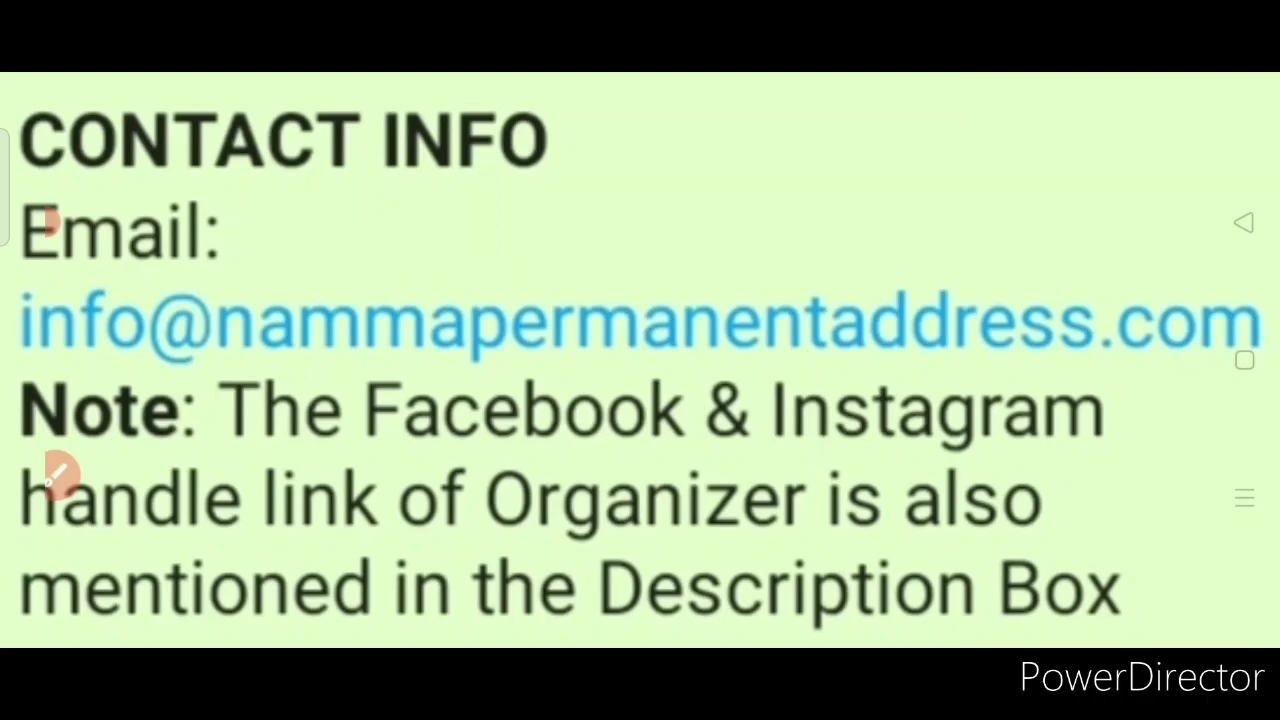 CONTACT INFO
Email:
info@nammapermanentaddress.com
Note: The Facebook & Instagram
handle link of Organizer is also
mentioned in the Description Box
PowerDirector